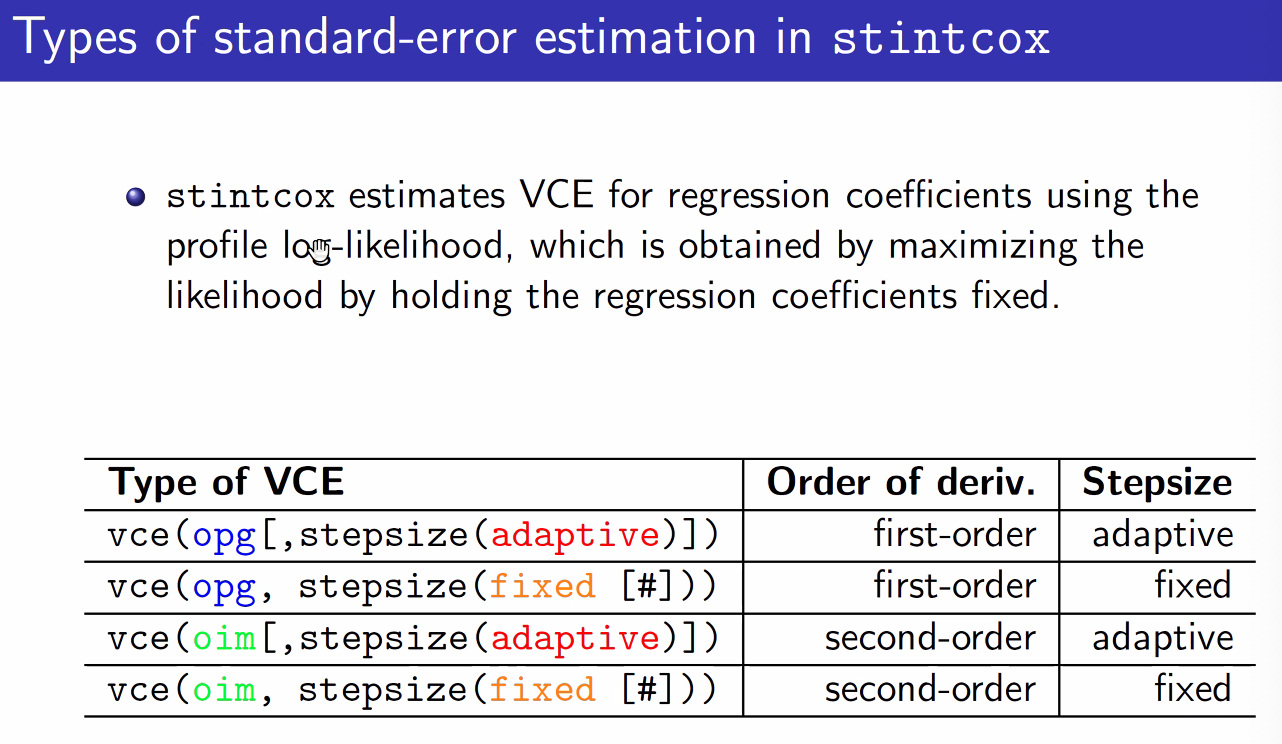 Types of standard-error estimation in stintcox
stintcox estimates VCE for regression coefficients using the
profile log-likelihood, which is obtained by maximizing the
likelihood by holding the regression coefficients fixed.
Type of VCE Order of deriv. Stepsize
vce(opg[,stepsize(adaptive)]) first-order adaptive
vce(opg, stepsize(fixed [#])) first-order fixed
vce(oim[,stepsize(adaptive)]) second-order adaptive
vce(oim, stepsize(fixed [#])) second-order fixed